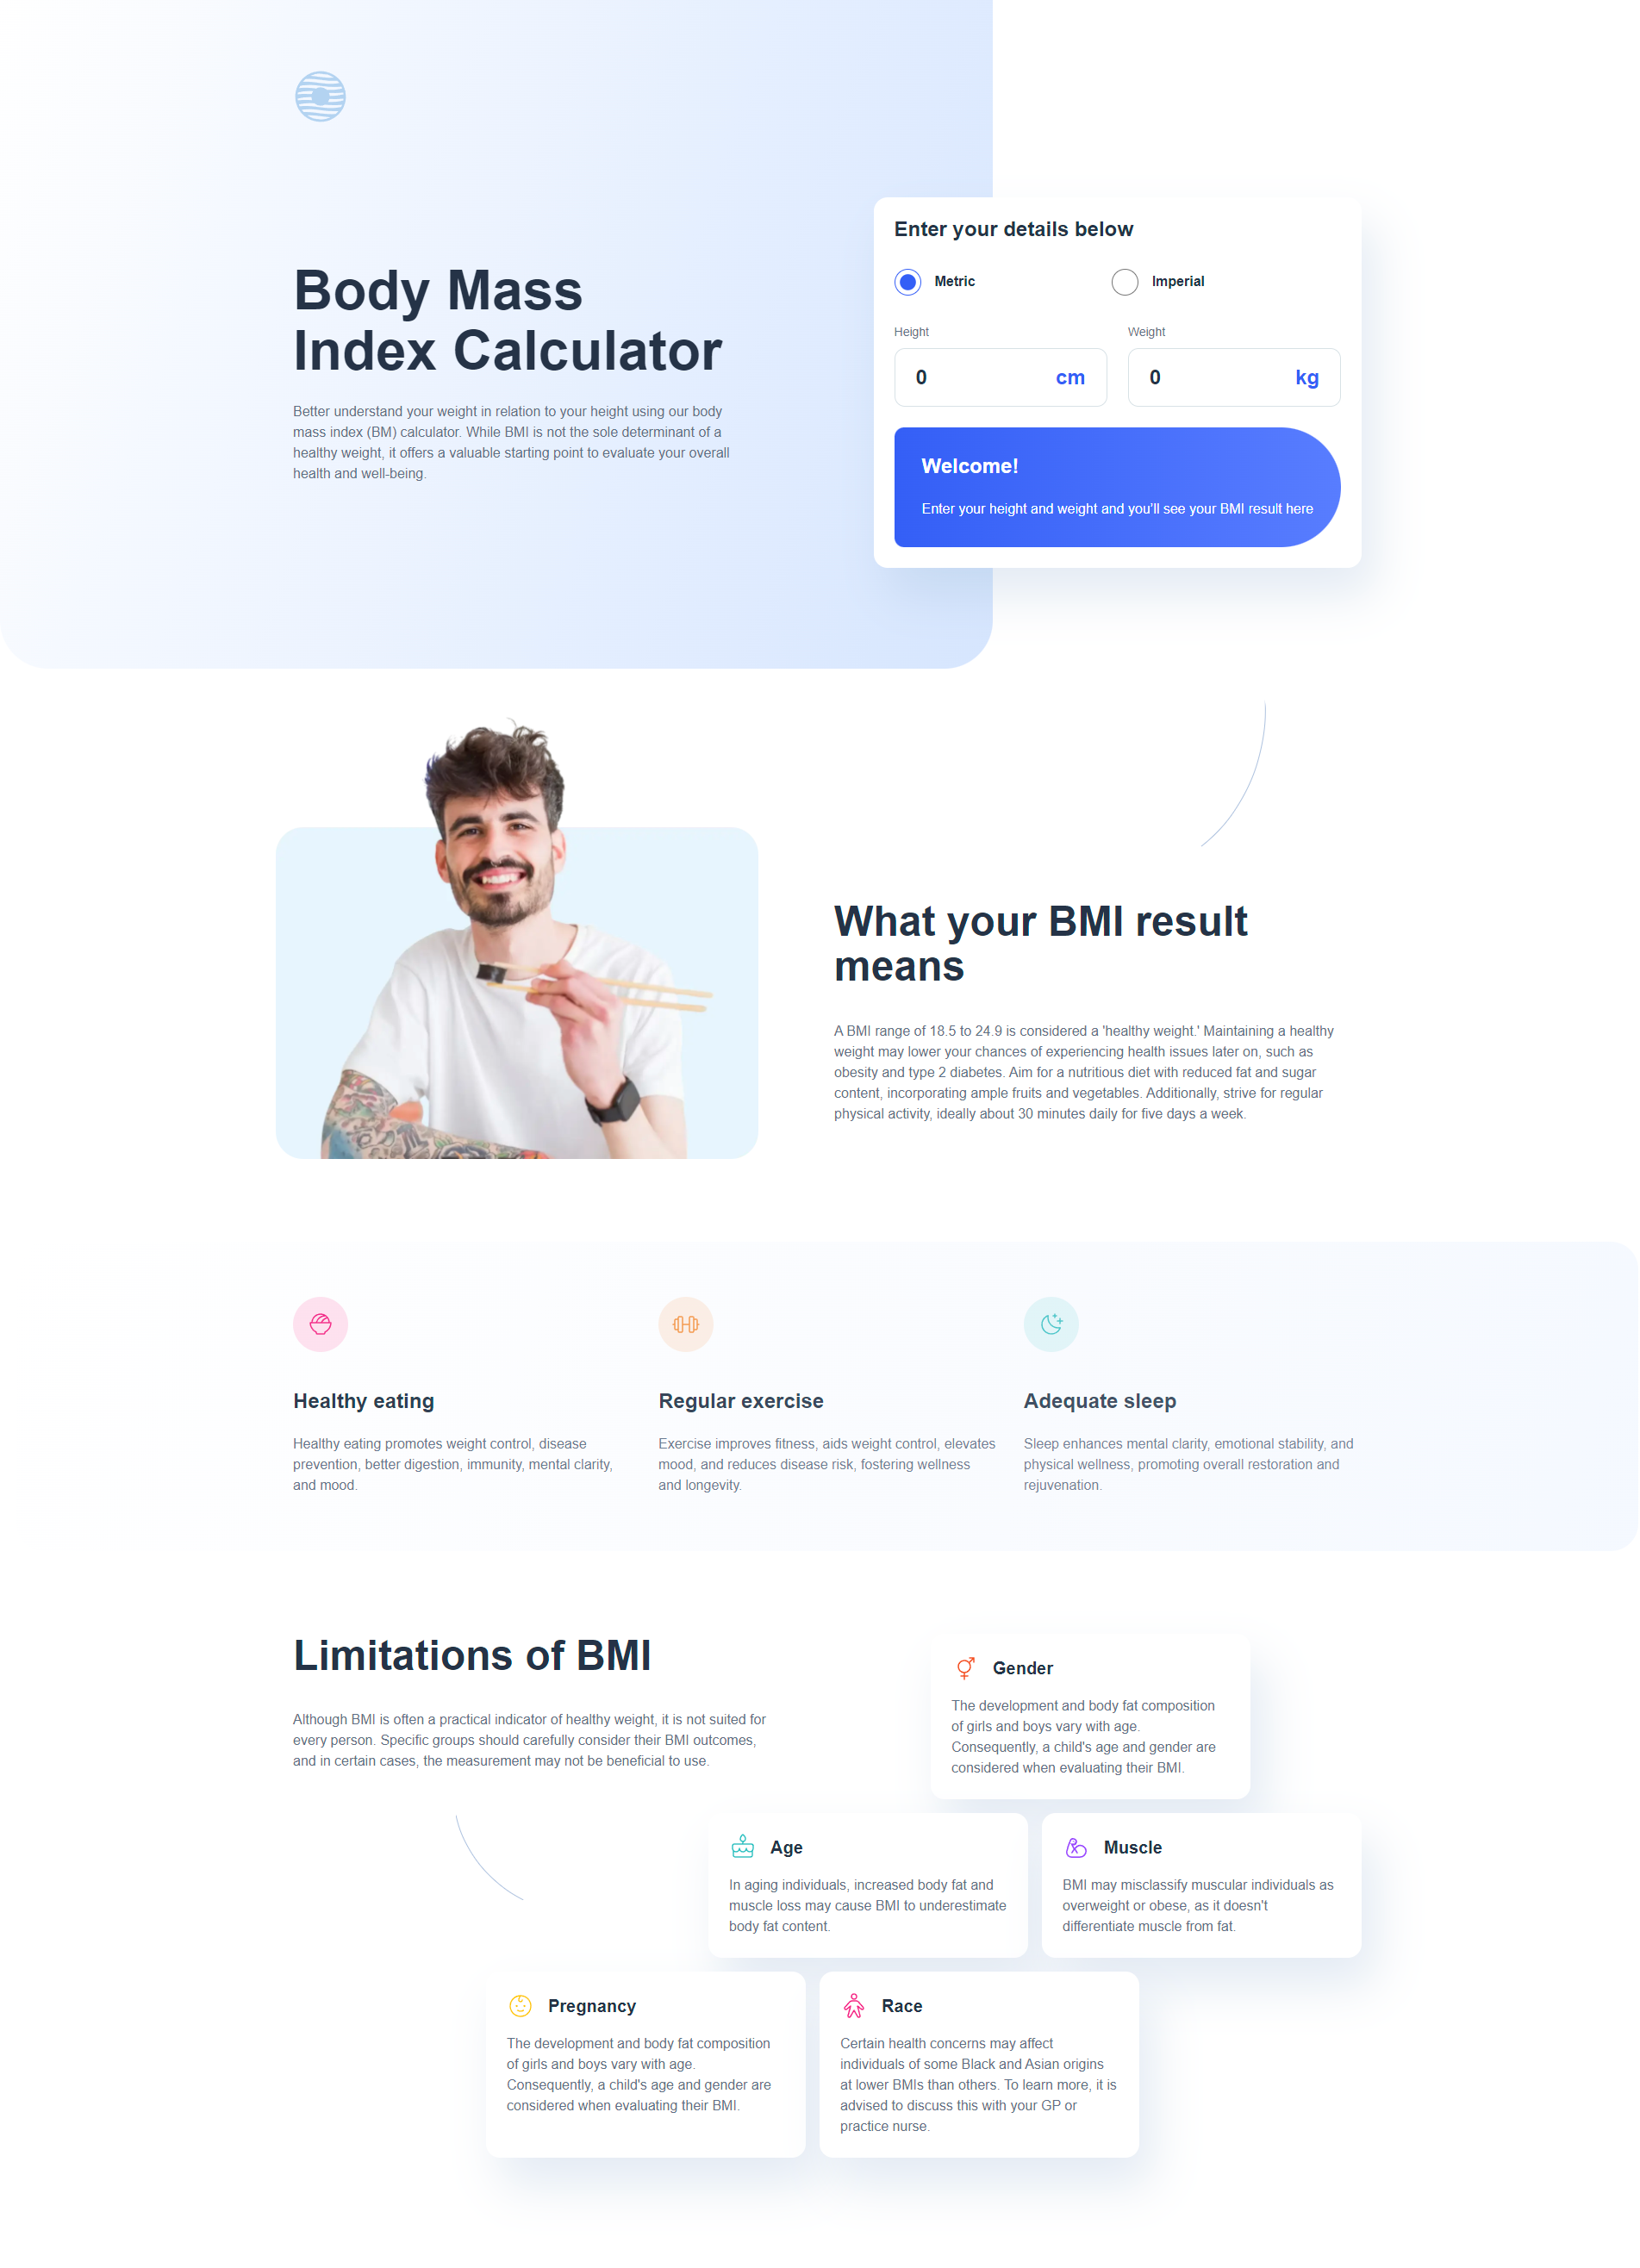 Body Mass
Index Calculator
Better understand your weight in relation to your height using our body
mass index (BM) calculator. While BMI is not the sole determinant of a
healthy weight, it offers a valuable starting point to evaluate your overall
health and well-being.
Enter your details below
Metric
Imperial
Height
Weight
0 cm
0 kg
Welcome!
Enter your height and weight and you’ll see your BMI result here
What your BMI result
means
A BMI range of 18.5 to 24.9 is considered a 'healthy weight.' Maintaining a healthy
weight may lower your chances of experiencing health issues later on, such as
obesity and type 2 diabetes. Aim for a nutritious diet with reduced fat and sugar
content, incorporating ample fruits and vegetables. Additionally, strive for regular
physical activity, ideally about 30 minutes daily for five days a week.
Healthy eating
Healthy eating promotes weight control, disease
prevention, better digestion, immunity, mental clarity,
and mood.
Regular exercise
Exercise improves fitness, aids weight control, elevates
mood, and reduces disease risk, fostering wellness
and longevity.
Adequate sleep
Sleep enhances mental clarity, emotional stability, and
physical wellness, promoting overall restoration and
rejuvenation.
Limitations of BMI
Although BMI is often a practical indicator of healthy weight, it is not suited for
every person. Specific groups should carefully consider their BMI outcomes,
and in certain cases, the measurement may not be beneficial to use.
Gender
The development and body fat composition
of girls and boys vary with age.
Consequently, a child's age and gender are
considered when evaluating their BMI.
Age
In aging individuals, increased body fat and
muscle loss may cause BMI to underestimate
body fat content.
Muscle
BMI may misclassify muscular individuals as
overweight or obese, as it doesn't
differentiate muscle from fat.
Pregnancy
The development and body fat composition
of girls and boys vary with age.
Consequently, a child's age and gender are
considered when evaluating their BMI.
Race
Certain health concerns may affect
individuals of some Black and Asian origins
at lower BMIs than others. To learn more, it is
advised to discuss this with your GP or
practice nurse.